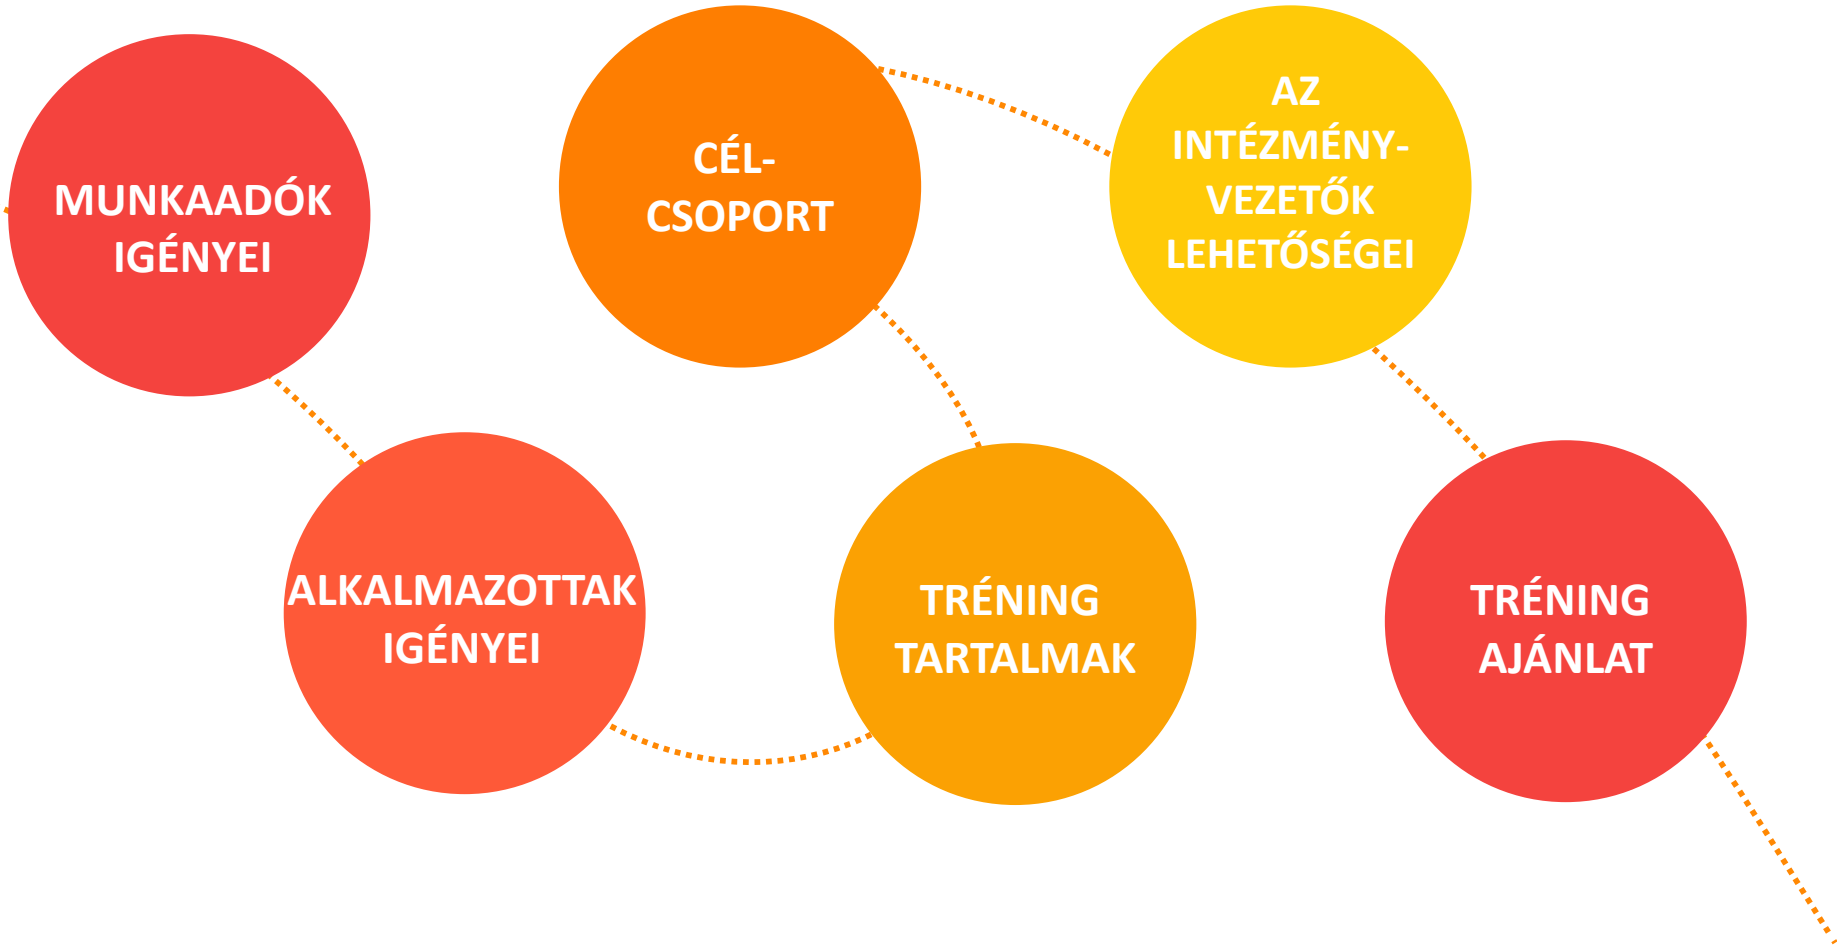 MUNKAADÓK
IGÉNYEI
ALKALMAZOTTAK
IGÉNYEI
CÉL-
CSOPORT
TRÉNING
TARTALMAK
AZ
INTÉZMÉNY-
VEZETŐK
LEHETŐSÉGEI
TRÉNING
AJÁNLAT